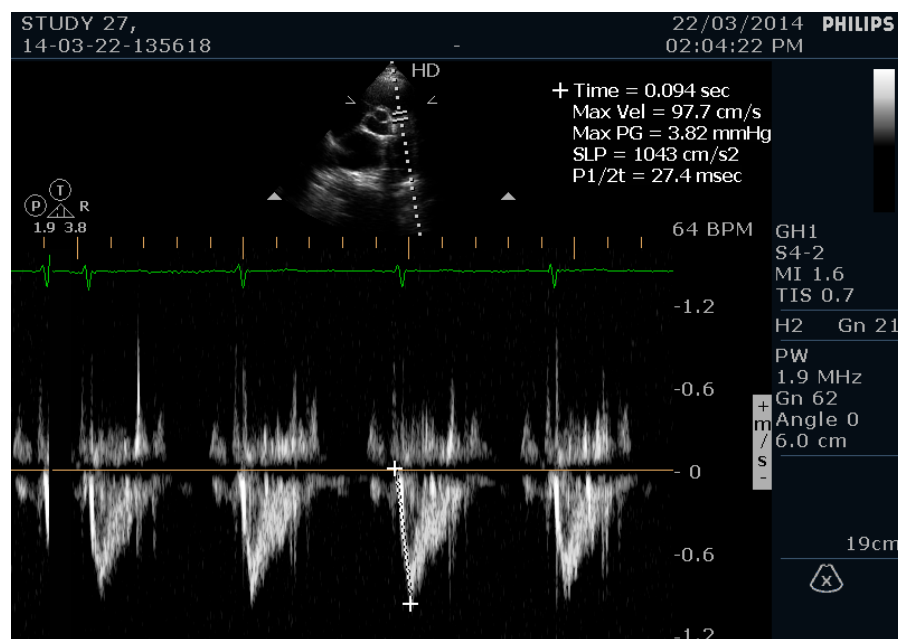 STUDY 27,
14-03-22-135618
-
22/03/2014
02:04:22 PM
PHILIPS
HD
+ Time = 0.094 sec
Max Vel = 97.7 cm/s
Max PG = 3.82 mmHg
SLP = 1043 cm/s2
P1/2t = 27.4 msec
T
P R
1.9 3.8
64 BPM
GH1
S4-2
MI 1.6
TIS 0.7
H2 Gn 21
PW
1.9 MHz
Gn 62
Angle 0
6.0 cm
19cm
X
-1.2
-0.6
+
m
/
s
-
- 0
-0.6
-1.2